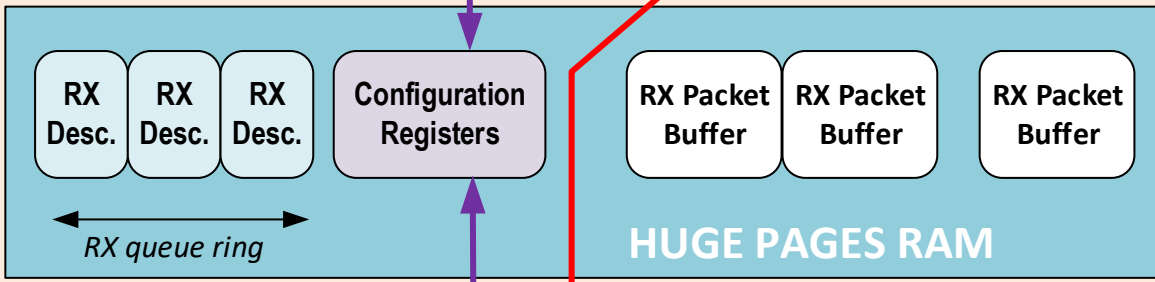 RX
Desc.
RX
Desc.
RX
Desc.
Configuration
Registers
RX Packet
Buffer
RX Packet
Buffer
RX Packet
Buffer
RX queue ring
HUGE PAGES RAM